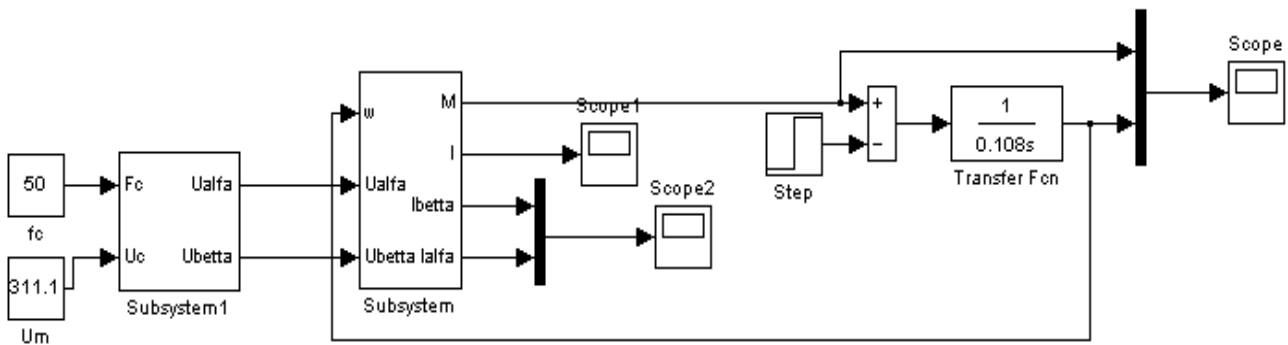 50
fc
311.1
Um
Fc
Uc
Ualfa
Ubetta
Subsystem1
w
Ualfa
Ubetta
M
I
Ibetta
Ialfa
Subsystem
Scope1
Scope2
Step
+
−
1
0.108s
Transfer Fcn
Scope